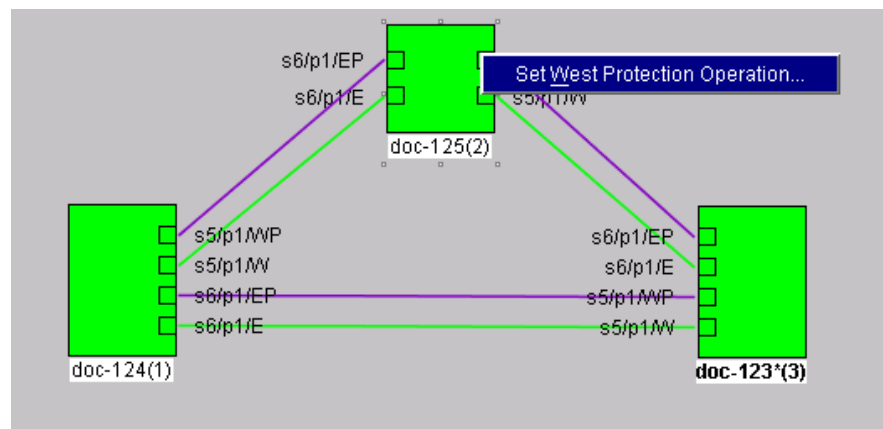 s6/p1/EP
Set West Protection Operation...
s6/p1/E
s5/p1/W
doc-125(2)
s5/p1/WP
s6/p1/EP
s5/p1/W
s6/p1/E
s6/p1/EP
s5/p1/WP
s6/p1/E
s5/p1/W
doc-124(1)
doc-123*(3)